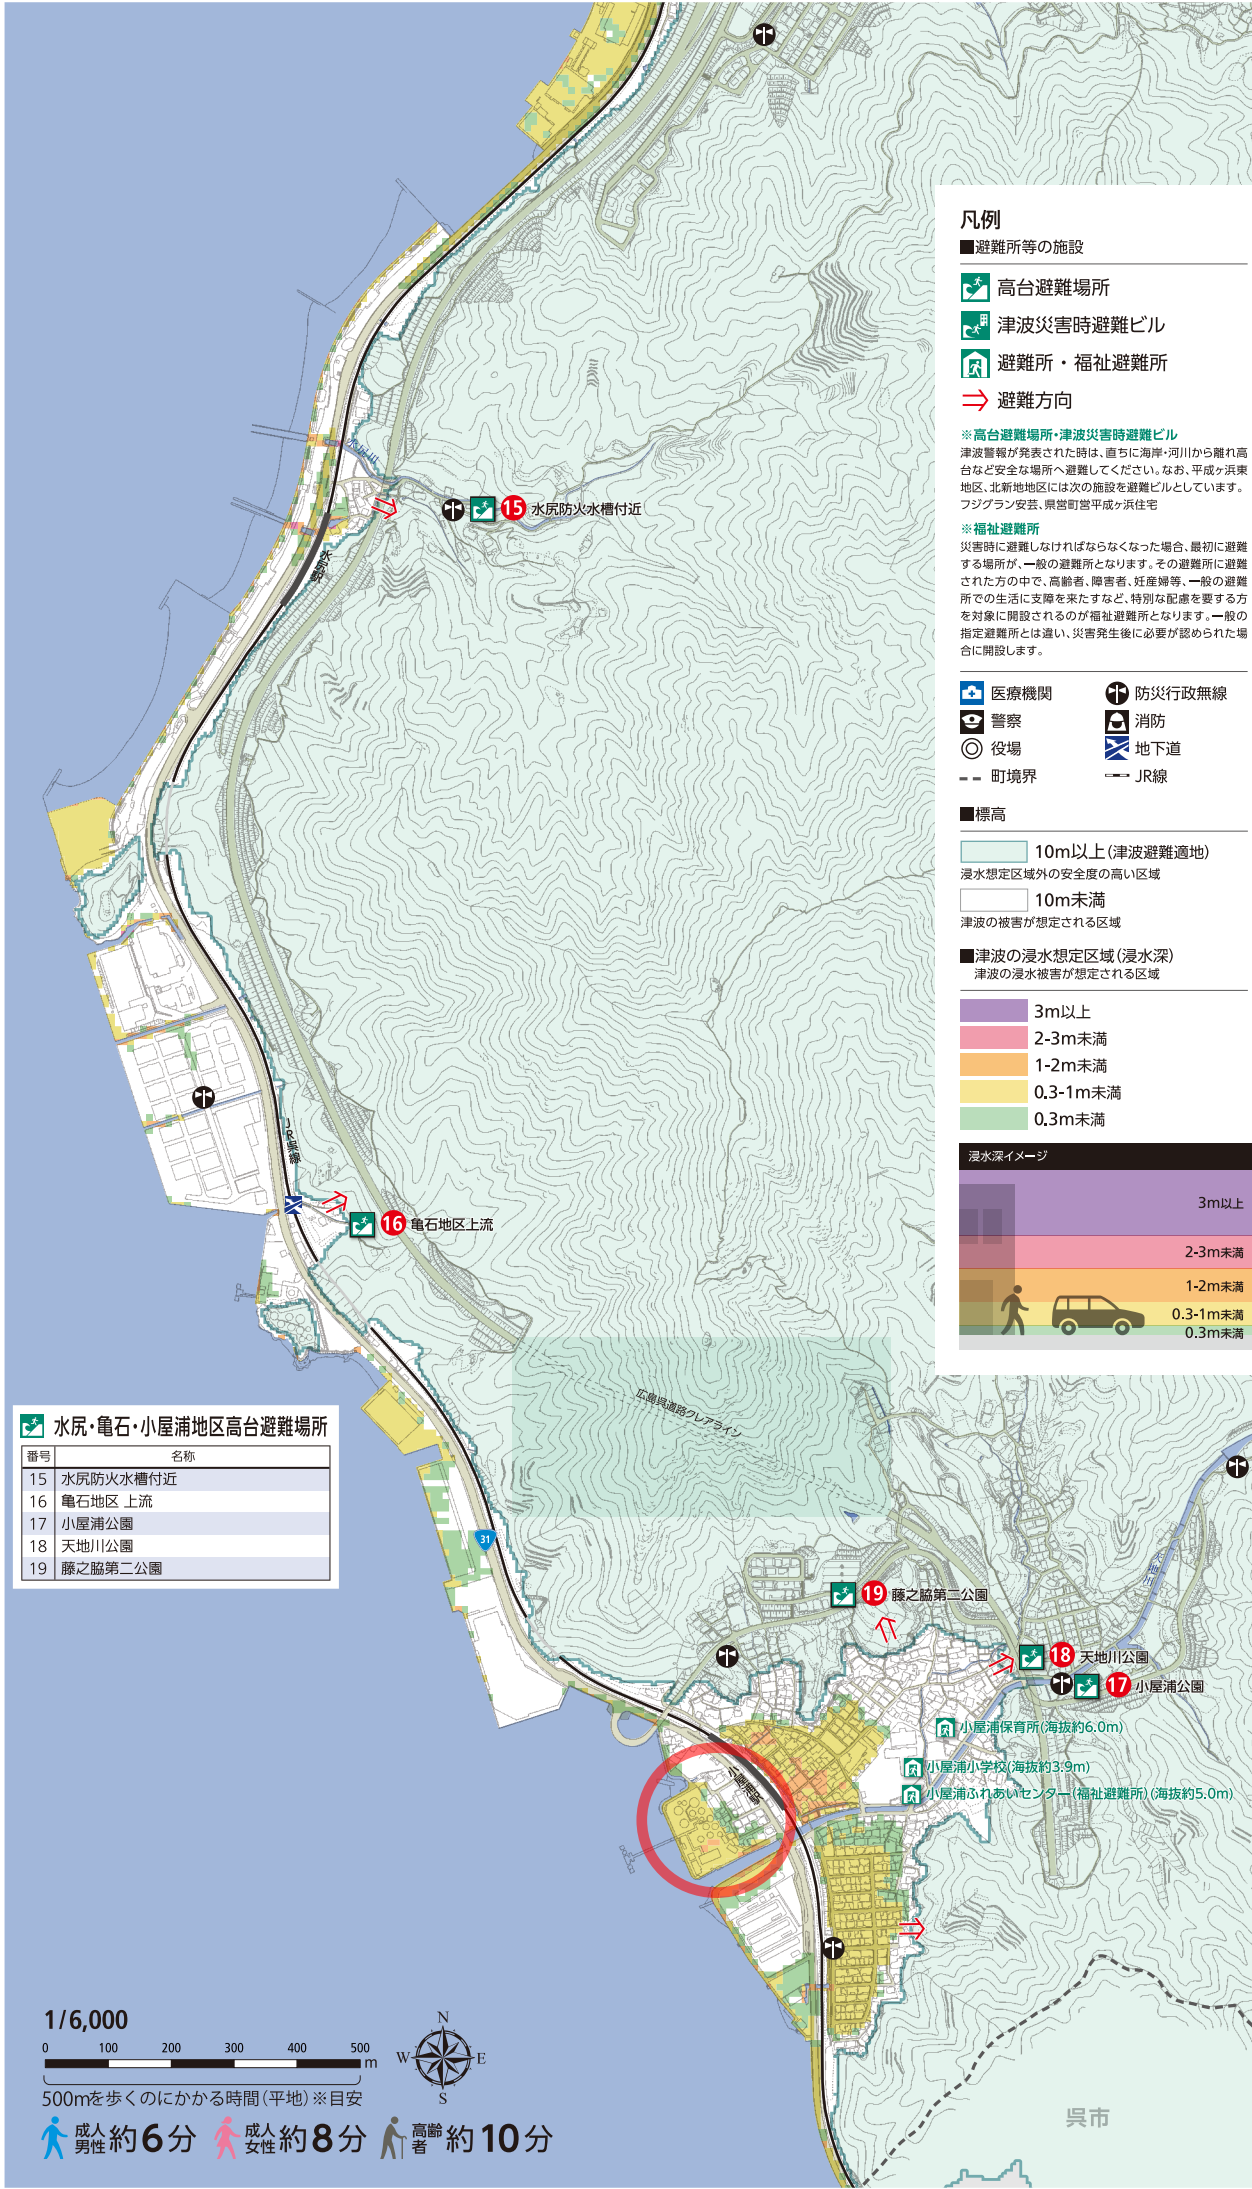 凡例
■避難所等の施設
高台避難場所
津波災害時避難ビル
避難所・福祉避難所
避難方向
※高台避難場所・津波災害時避難ビル
津波警報が発表された時は、直ちに海岸・河川から離れ高
台など安全な場所へ避難してください。なお、平成ヶ浜東
地区、北新地地区には次の施設を避難ビルとしています。
フジグラン安芸、県営町営平成ヶ浜住宅
※福祉避難所
災害時に避難しなければならなくなった場合、最初に避難
する場所が、一般の避難所となります。その避難所に避難
された方の中で、高齢者、障害者、妊産婦等、一般の避難
所での生活に支障を来たすなど、特別な配慮を要する方
を対象に開設されるのが福祉避難所となります。一般の
指定避難所とは違い、災害発生後に必要が認められた場
合に開設します。
医療機関 防災行政無線
警察 消防
役場 地下道
町境界 JR線
■標高
10m以上(津波避難適地)
浸水想定区域外の安全度の高い区域
10m未満
津波の被害が想定される区域
■津波の浸水想定区域(浸水深)
津波の浸水被害が想定される区域
3m以上
2-3m未満
1-2m未満
0.3-1m未満
0.3m未満
浸水深イメージ
3m以上
2-3m未満
1-2m未満
0.3-1m未満
0.3m未満
水尻川
15 水尻防火水槽付近
水尻駅
JR呉線
16 亀石地区上流
広島呉道路クレアライン
水尻・亀石・小屋浦地区高台避難場所
番号 名称
15 水尻防火水槽付近
16 亀石地区 上流
17 小屋浦公園
18 天地川公園
19 藤之脇第二公園
31
天地川
19 藤之脇第二公園
18 天地川公園
17 小屋浦公園
小屋浦保育所(海抜約6.0m)
小屋浦小学校(海抜約3.9m)
小屋浦ふれあいセンター(福祉避難所)(海抜約5.0m)
小屋浦駅
呉市
1/6,000
0 100 200 300 400 500 m
N
W E
S
500mを歩くのにかかる時間(平地)※目安
成人男性 約6分 成人女性 約8分 高齢者 約10分